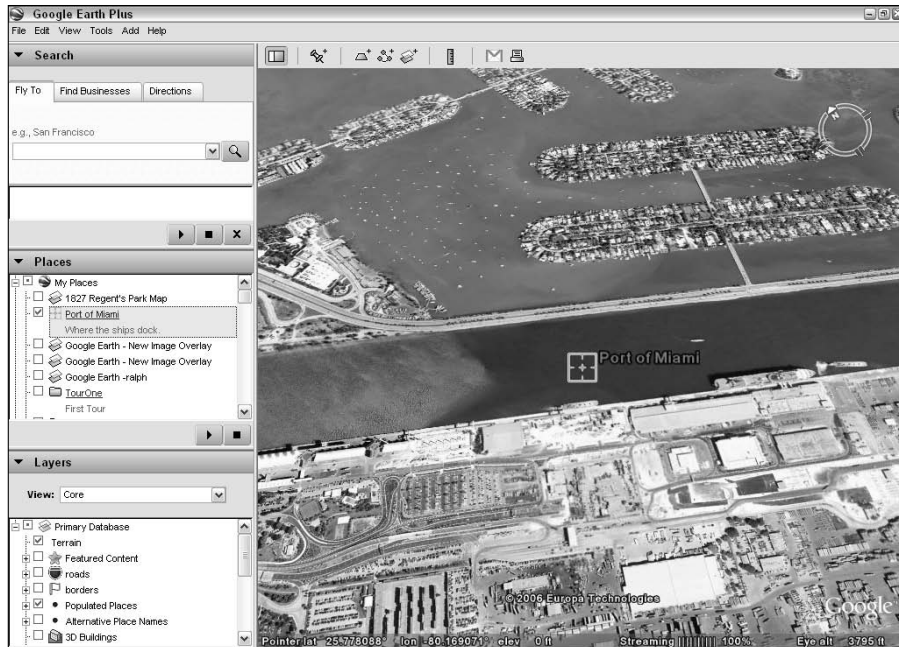 Google Earth Plus
File Edit View Tools Add Help
Search
Fly To Find Businesses Directions
e.g., San Francisco
Places
My Places
1827 Regent's Park Map
Port of Miami
Where the ships dock.
Google Earth - New Image Overlay
Google Earth - New Image Overlay
Google Earth -ralph
TourOne
First Tour
Layers
View: Core
Primary Database
Terrain
Featured Content
roads
borders
Populated Places
Alternative Place Names
3D Buildings
N
Port of Miami
© 2006 Europa Technologies
Google
Pointer lat 25.778088° lon -80.169071° elev 0 ft Streaming |||||||||| 100% Eye alt 3795 ft